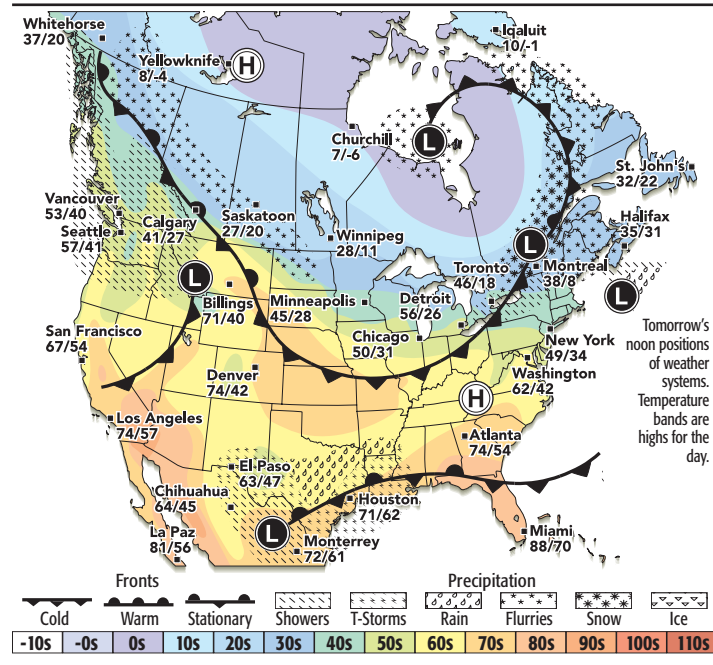 Whitehorse
37/20
Yellowknife
8/-4
H
Iqaluit
10/-1
Churchill
7/-6
L
St. John's
32/22
Vancouver
53/40
Seattle
57/41
Calgary
41/27
Saskatoon
27/20
Winnipeg
28/11
Halifax
35/31
L
Toronto
46/18
Montreal
38/8
L
L
Billings
71/40
Minneapolis
45/28
Detroit
56/26
Chicago
50/31
New York
49/34
Washington
62/42
San Francisco
67/54
Denver
74/42
H
Los Angeles
74/57
Atlanta
74/54
El Paso
63/47
Chihuahua
64/45
Houston
71/62
L
La Paz
81/56
Monterrey
72/61
Miami
88/70
Tomorrow's
noon positions
of weather
systems.
Temperature
bands are
highs for the
day.
Fronts
Precipitation
Cold Warm Stationary Showers T-Storms Rain Flurries Snow Ice
-10s -0s 0s 10s 20s 30s 40s 50s 60s 70s 80s 90s 100s 110s